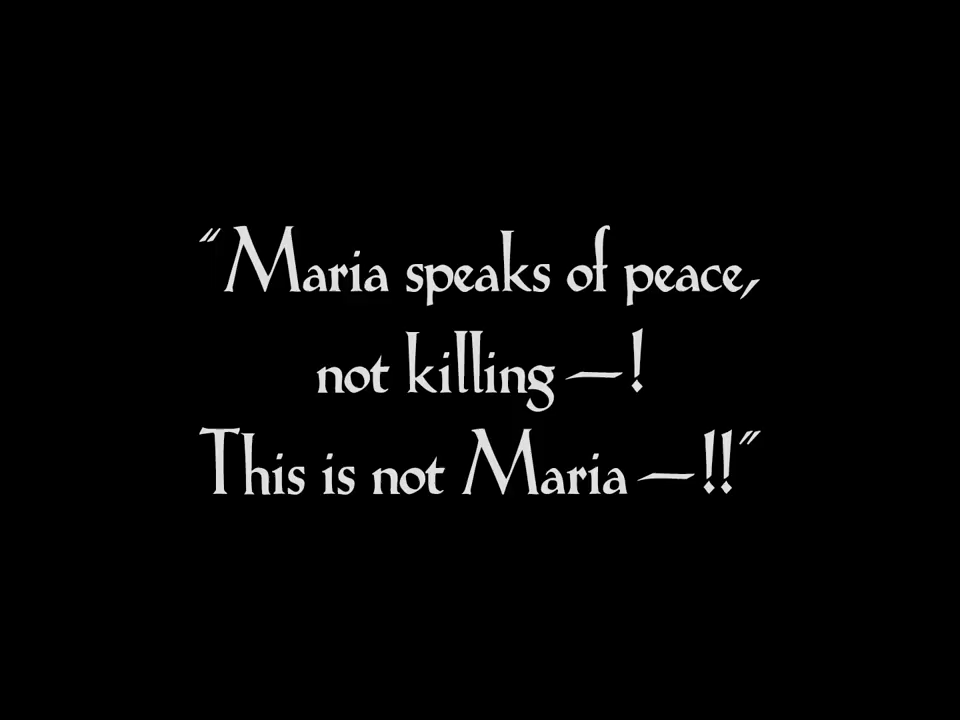 “Maria speaks of peace,
not killing—!
This is not Maria—!!”